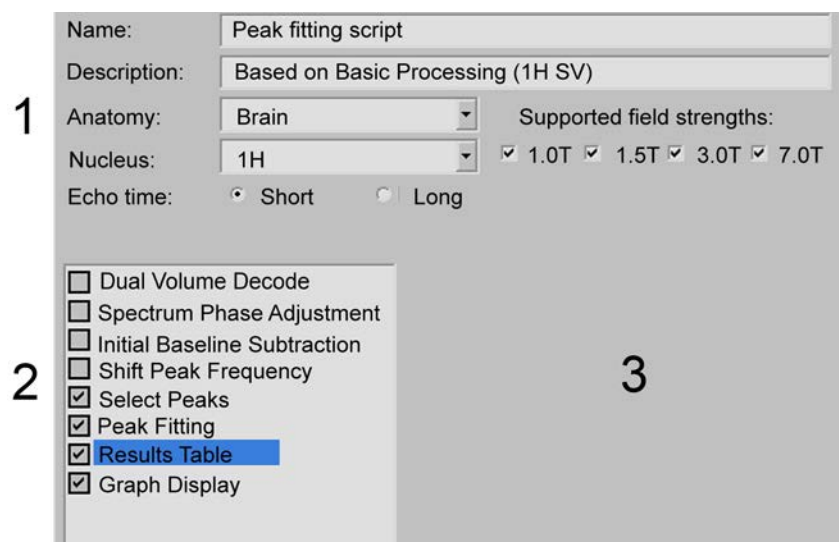 Name: Peak fitting script
Description: Based on Basic Processing (1H SV)
1
Anatomy: Brain Supported field strengths:
Nucleus: 1H 1.0T 1.5T 3.0T 7.0T
Echo time: Short Long
Dual Volume Decode
Spectrum Phase Adjustment
Initial Baseline Subtraction
Shift Peak Frequency
2
3
Select Peaks
Peak Fitting
Results Table
Graph Display